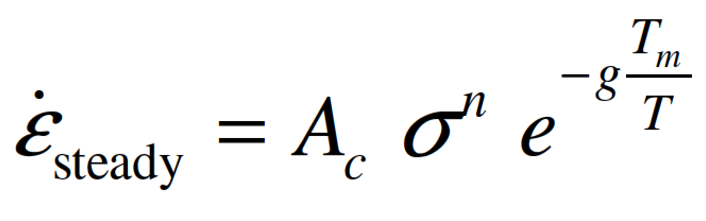 ε̇_steady = A_c σ^n e^(−g T_m/T)